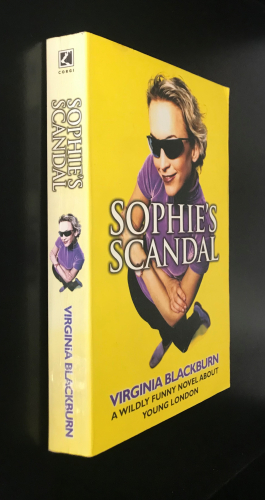 CORGI
SOPHIE'S
SCANDAL
VIRGINIA BLACKBURN
SOPHIE'S
SCANDAL
VIRGINIA BLACKBURN
A WILDLY FUNNY NOVEL ABOUT
YOUNG LONDON